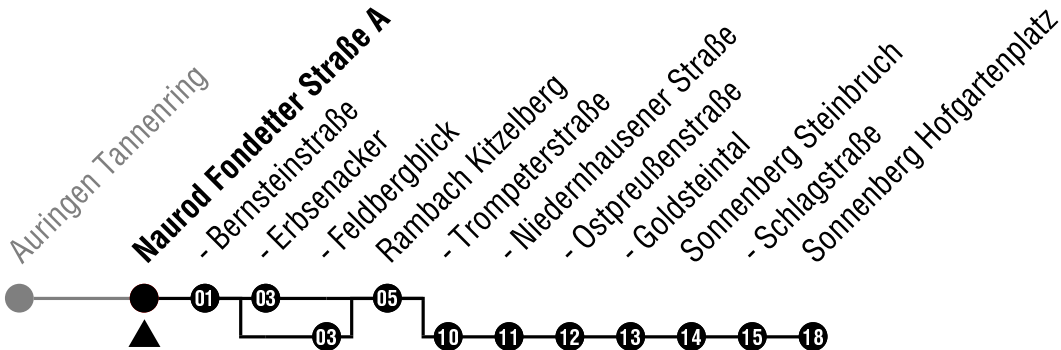 Auringen Tannenring
Naurod Fondetter Straße A
- Bernsteinstraße
- Erbsenacker
- Feldbergblick
Rambach Kitzelberg
- Trompeterstraße
- Niedernhausener Straße
- Ostpreußenstraße
- Goldsteintal
Sonnenberg Steinbruch
- Schlagstraße
Sonnenberg Hofgartenplatz
01 03 05
03 10 11 12 13 14 15 18